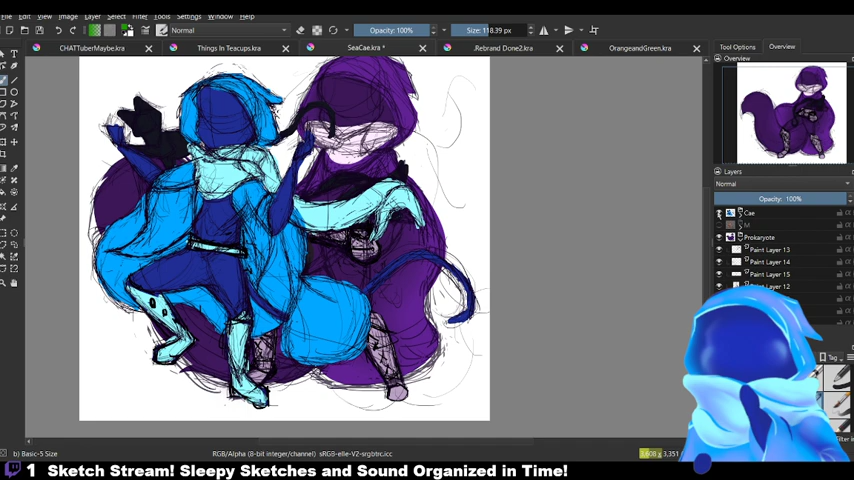 File Edit View Image Layer Select Filter Tools Settings Window Help
Normal
Opacity: 100%
Size: 118.39 px
CHATTuberMaybe.kra
Things In Teacups.kra
SeaCae.kra *
.Rebrand Done2.kra
OrangeandGreen.kra
Tool Options
Overview
Overview
Layers
Normal
Opacity: 100%
Cae
M
Prokaryote
Paint Layer 13
Paint Layer 14
Paint Layer 15
Paint Layer 12
Tag
b) Basic-5 Size
RGB/Alpha (8-bit integer/channel) sRGB-elle-V2-srgbtrc.icc
1 Sketch Stream! Sleepy Sketches and Sound Organized in Time!